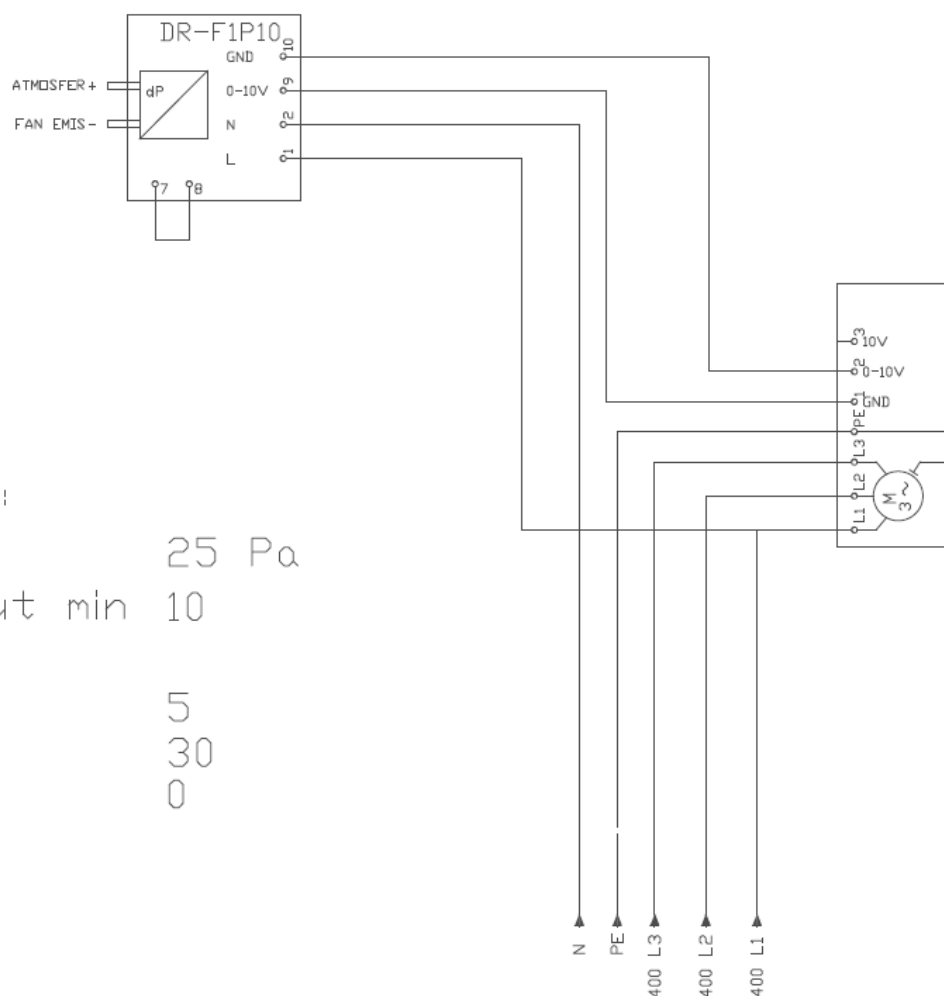 DR-F1P10
GND 10
ATMOSFER+
dP
0-10V 9
FAN EMIS-
N 2
L 1
7 8
3 10V
2 0-10V
1 GND
PE
L3
L2
M 3~
L1
25 Pa
min 10
5
30
0
N
PE
400 L3
400 L2
400 L1